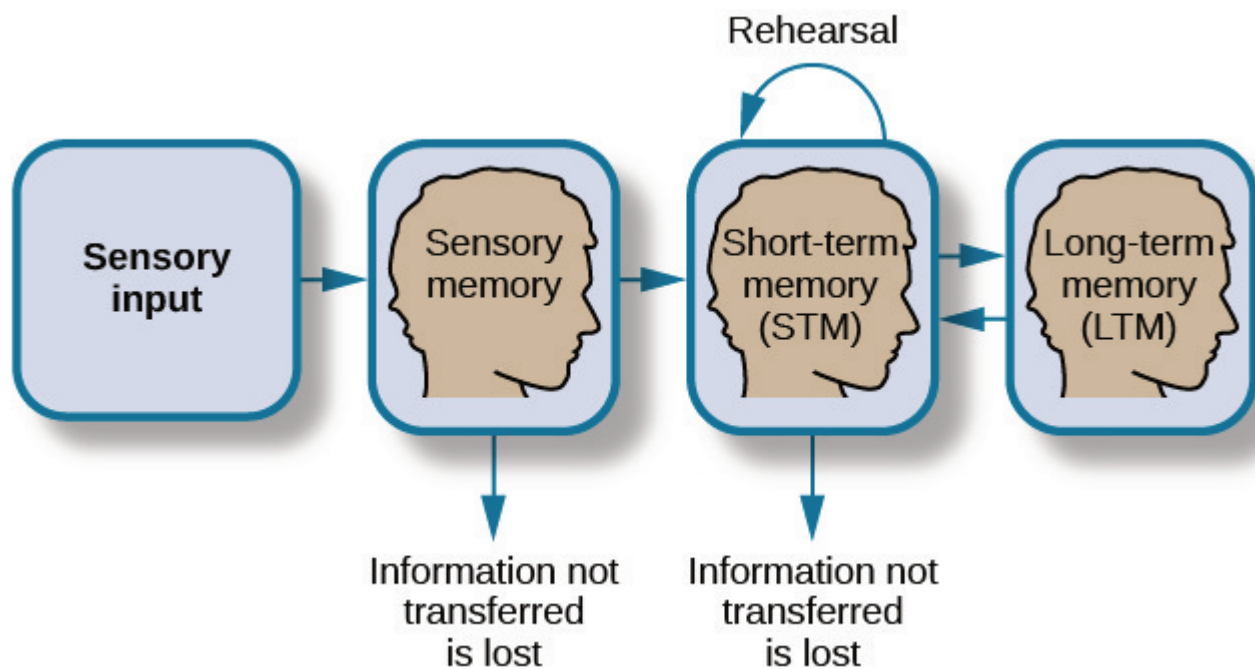 Rehearsal
Sensory
input
Sensory
memory
Short-term
memory
(STM)
Long-term
memory
(LTM)
Information not
transferred
is lost
Information not
transferred
is lost